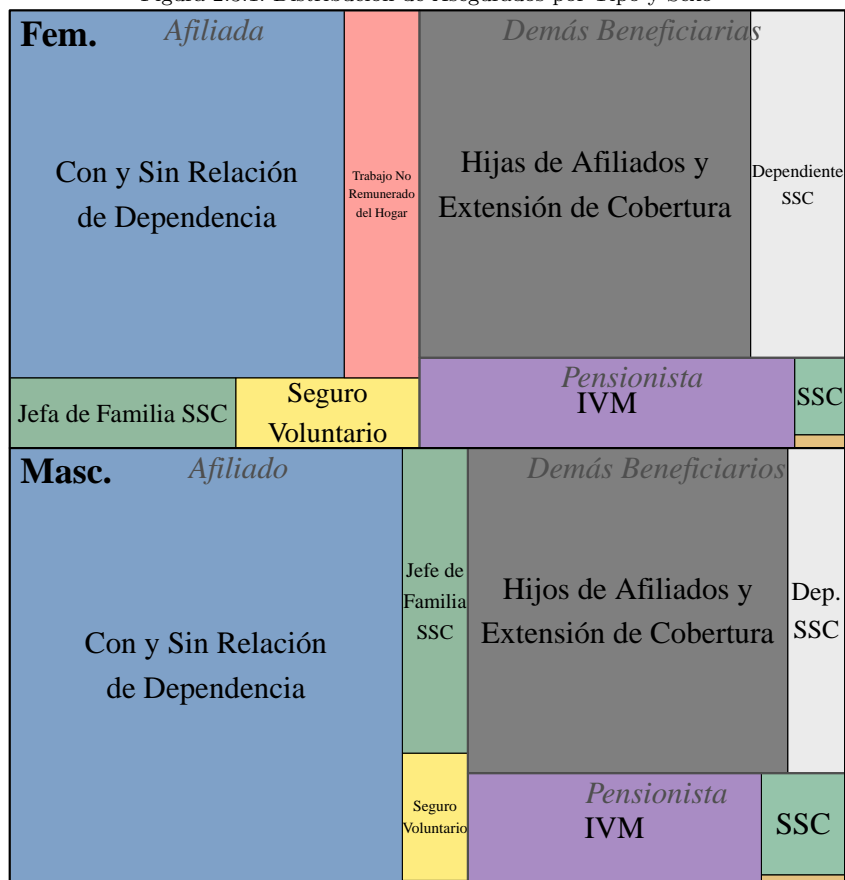 Fem.
Afiliada
Demás Beneficiarias
Con y Sin Relación
de Dependencia
Trabajo No
Remunerado
del Hogar
Hijas de Afiliados y
Extensión de Cobertura
Dependiente
SSC
Jefa de Familia SSC
Seguro
Voluntario
Pensionista
IVM
SSC
Masc.
Afiliado
Demás Beneficiarios
Con y Sin Relación
de Dependencia
Jefe de
Familia
SSC
Hijos de Afiliados y
Extensión de Cobertura
Dep.
SSC
Seguro
Voluntario
Pensionista
IVM
SSC